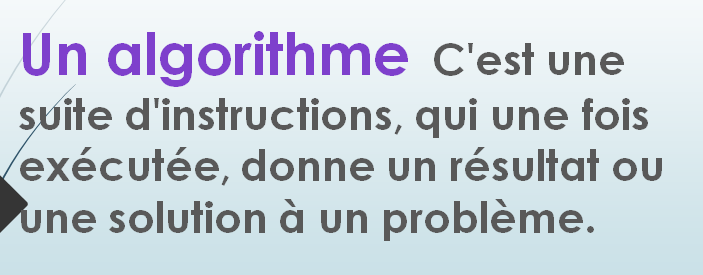 Un algorithme C'est une
suite d'instructions, qui une fois
exécutée, donne un résultat ou
une solution à un problème.